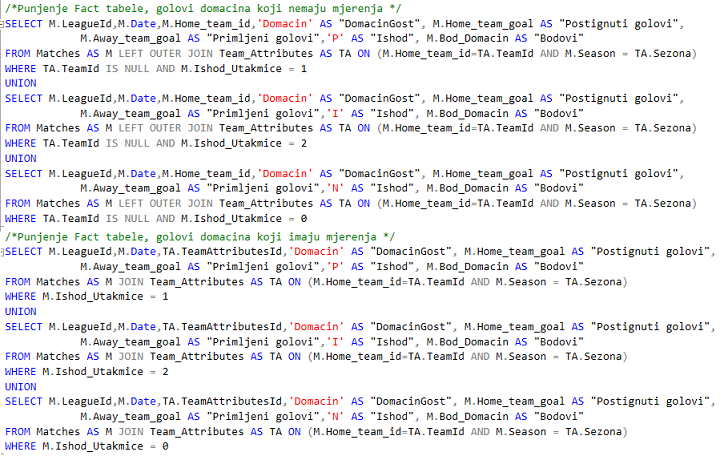 /*Punjenje Fact tabele, golovi domacina koji nemaju mjerenja */
SELECT M.LeagueId,M.Date,M.Home_team_id,'Domacin' AS "DomacinGost", M.Home_team_goal AS "Postignuti golovi",
M.Away_team_goal AS "Primljeni golovi",'P' AS "Ishod", M.Bod_Domacin AS "Bodovi"
FROM Matches AS M LEFT OUTER JOIN Team_Attributes AS TA ON (M.Home_team_id=TA.TeamId AND M.Season = TA.Sezona)
WHERE TA.TeamId IS NULL AND M.Ishod_Utakmice = 1
UNION
SELECT M.LeagueId,M.Date,M.Home_team_id,'Domacin' AS "DomacinGost", M.Home_team_goal AS "Postignuti golovi",
M.Away_team_goal AS "Primljeni golovi",'I' AS "Ishod", M.Bod_Domacin AS "Bodovi"
FROM Matches AS M LEFT OUTER JOIN Team_Attributes AS TA ON (M.Home_team_id=TA.TeamId AND M.Season = TA.Sezona)
WHERE TA.TeamId IS NULL AND M.Ishod_Utakmice = 2
UNION
SELECT M.LeagueId,M.Date,M.Home_team_id,'Domacin' AS "DomacinGost", M.Home_team_goal AS "Postignuti golovi",
M.Away_team_goal AS "Primljeni golovi",'N' AS "Ishod", M.Bod_Domacin AS "Bodovi"
FROM Matches AS M LEFT OUTER JOIN Team_Attributes AS TA ON (M.Home_team_id=TA.TeamId AND M.Season = TA.Sezona)
WHERE TA.TeamId IS NULL AND M.Ishod_Utakmice = 0
/*Punjenje Fact tabele, golovi domacina koji imaju mjerenja */
SELECT M.LeagueId,M.Date,TA.TeamAttributesId,'Domacin' AS "DomacinGost", M.Home_team_goal AS "Postignuti golovi",
M.Away_team_goal AS "Primljeni golovi",'P' AS "Ishod", M.Bod_Domacin AS "Bodovi"
FROM Matches AS M JOIN Team_Attributes AS TA ON (M.Home_team_id=TA.TeamId AND M.Season = TA.Sezona)
WHERE M.Ishod_Utakmice = 1
UNION
SELECT M.LeagueId,M.Date,TA.TeamAttributesId,'Domacin' AS "DomacinGost", M.Home_team_goal AS "Postignuti golovi",
M.Away_team_goal AS "Primljeni golovi",'I' AS "Ishod", M.Bod_Domacin AS "Bodovi"
FROM Matches AS M JOIN Team_Attributes AS TA ON (M.Home_team_id=TA.TeamId AND M.Season = TA.Sezona)
WHERE M.Ishod_Utakmice = 2
UNION
SELECT M.LeagueId,M.Date,TA.TeamAttributesId,'Domacin' AS "DomacinGost", M.Home_team_goal AS "Postignuti golovi",
M.Away_team_goal AS "Primljeni golovi",'N' AS "Ishod", M.Bod_Domacin AS "Bodovi"
FROM Matches AS M JOIN Team_Attributes AS TA ON (M.Home_team_id=TA.TeamId AND M.Season = TA.Sezona)
WHERE M.Ishod_Utakmice = 0